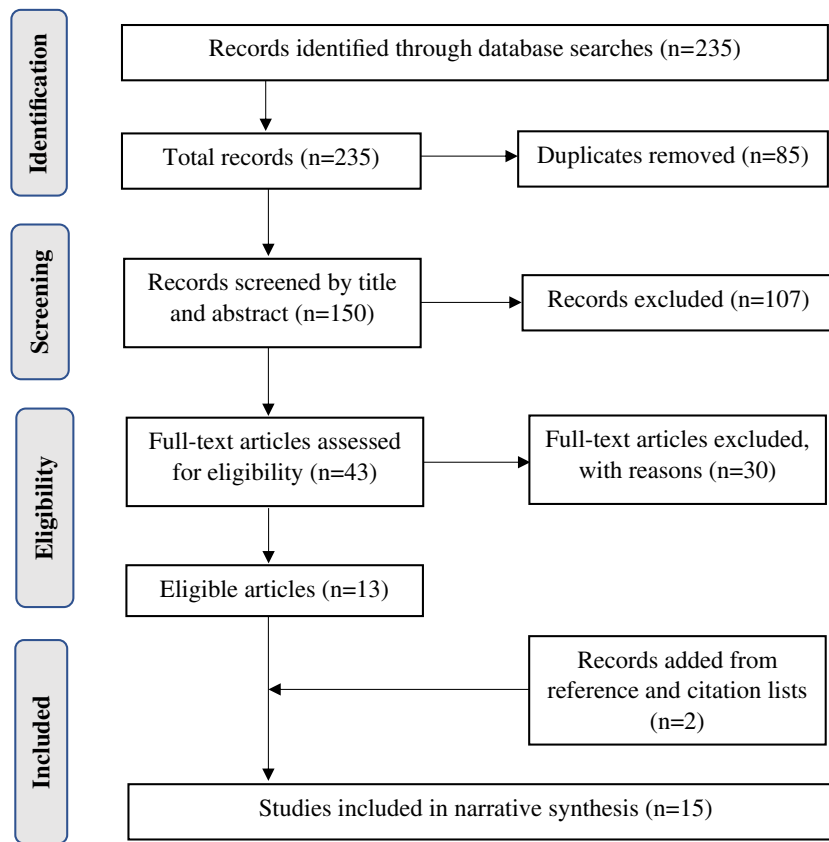 Identification
Records identified through database searches (n=235)
Total records (n=235)
Duplicates removed (n=85)
Screening
Records screened by title
and abstract (n=150)
Records excluded (n=107)
Eligibility
Full-text articles assessed
for eligibility (n=43)
Full-text articles excluded,
with reasons (n=30)
Eligible articles (n=13)
Included
Records added from
reference and citation lists
(n=2)
Studies included in narrative synthesis (n=15)